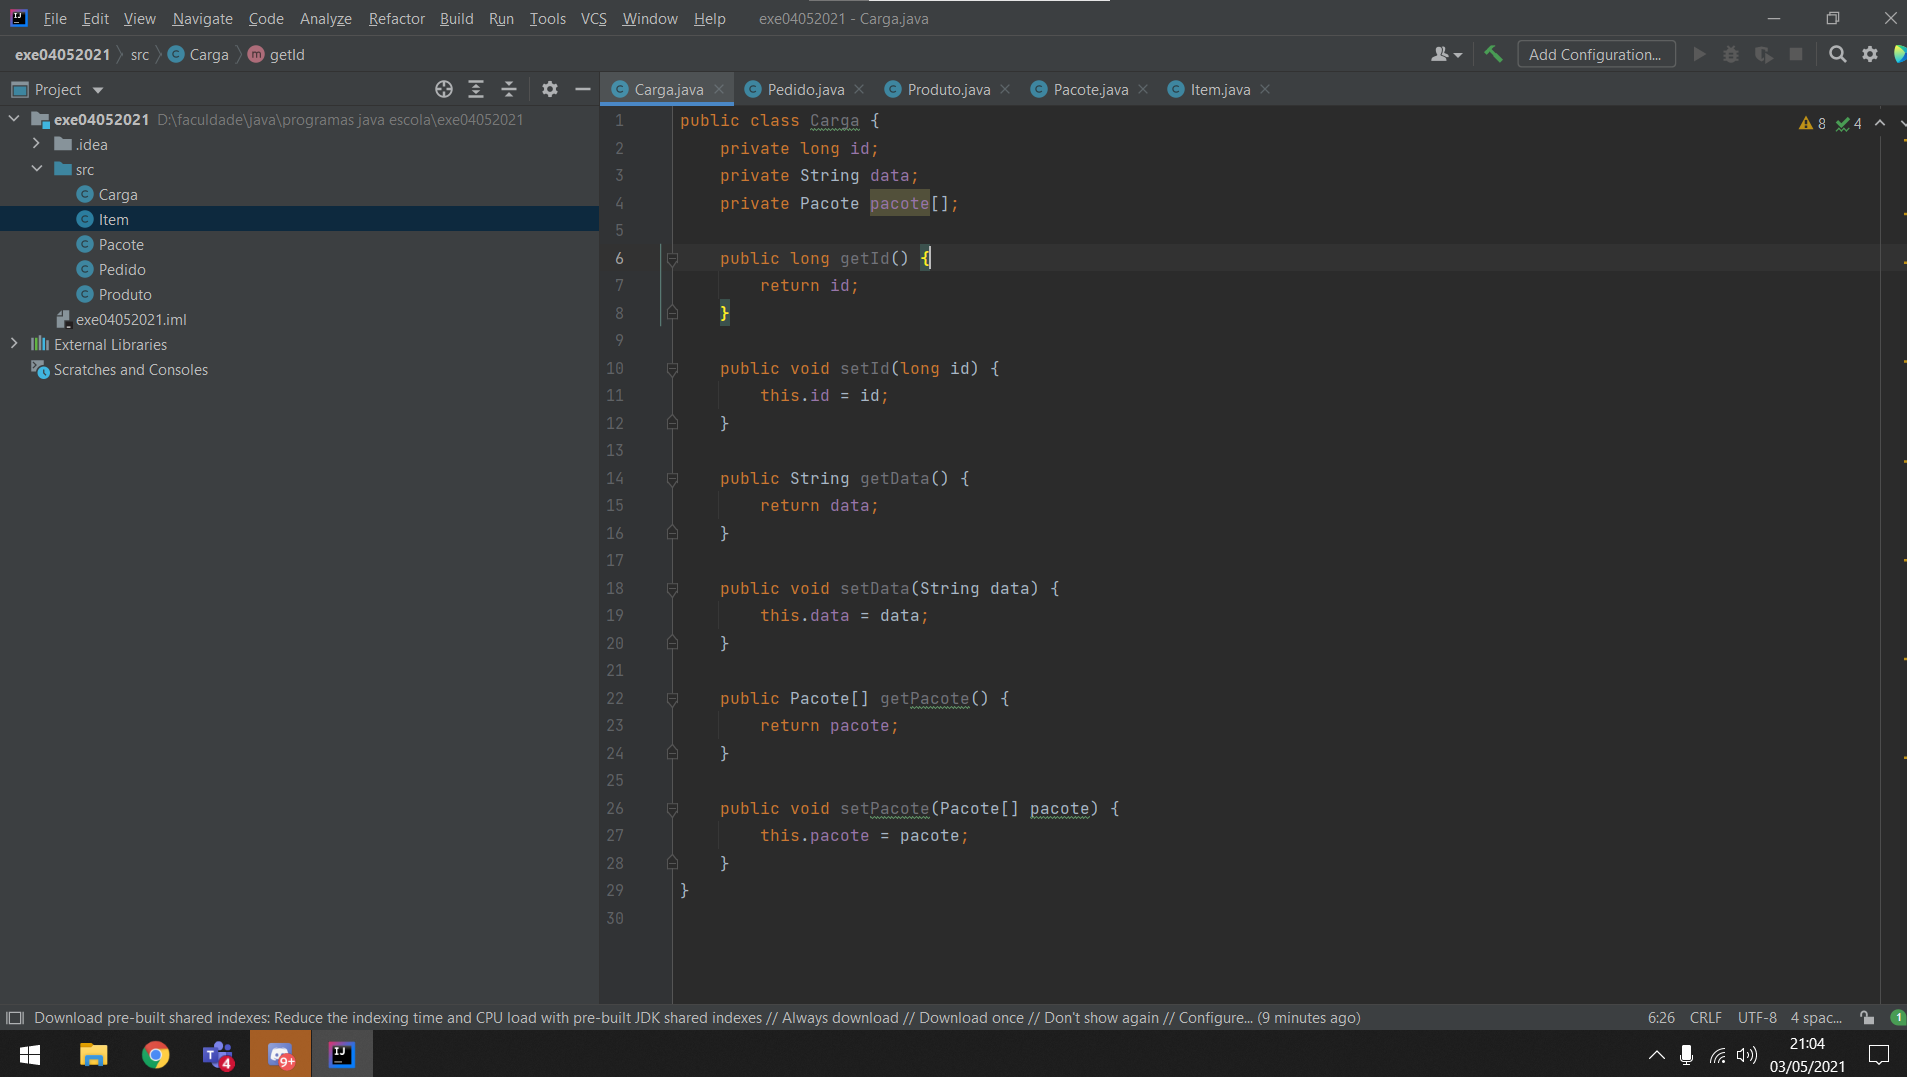 File Edit View Navigate Code Analyze Refactor Build Run Tools VCS Window Help exe04052021 - Carga.java
exe04052021 src Carga getId
Add Configuration...
Project
Carga.java Pedido.java Produto.java Pacote.java Item.java
exe04052021 D:\faculdade\java\programas java escola\exe04052021
.idea
src
Carga
Item
Pacote
Pedido
Produto
exe04052021.iml
External Libraries
Scratches and Consoles
8 4
1 public class Carga {
2     private long id;
3     private String data;
4     private Pacote pacote[];
5
6     public long getId() {
7         return id;
8     }
9
10     public void setId(long id) {
11         this.id = id;
12     }
13
14     public String getData() {
15         return data;
16     }
17
18     public void setData(String data) {
19         this.data = data;
20     }
21
22     public Pacote[] getPacote() {
23         return pacote;
24     }
25
26     public void setPacote(Pacote[] pacote) {
27         this.pacote = pacote;
28     }
29 }
30
Download pre-built shared indexes: Reduce the indexing time and CPU load with pre-built JDK shared indexes // Always download // Download once // Don't show again // Configure... (9 minutes ago)
6:26 CRLF UTF-8 4 spac... 1
T 4 9+ IJ
21:04
03/05/2021